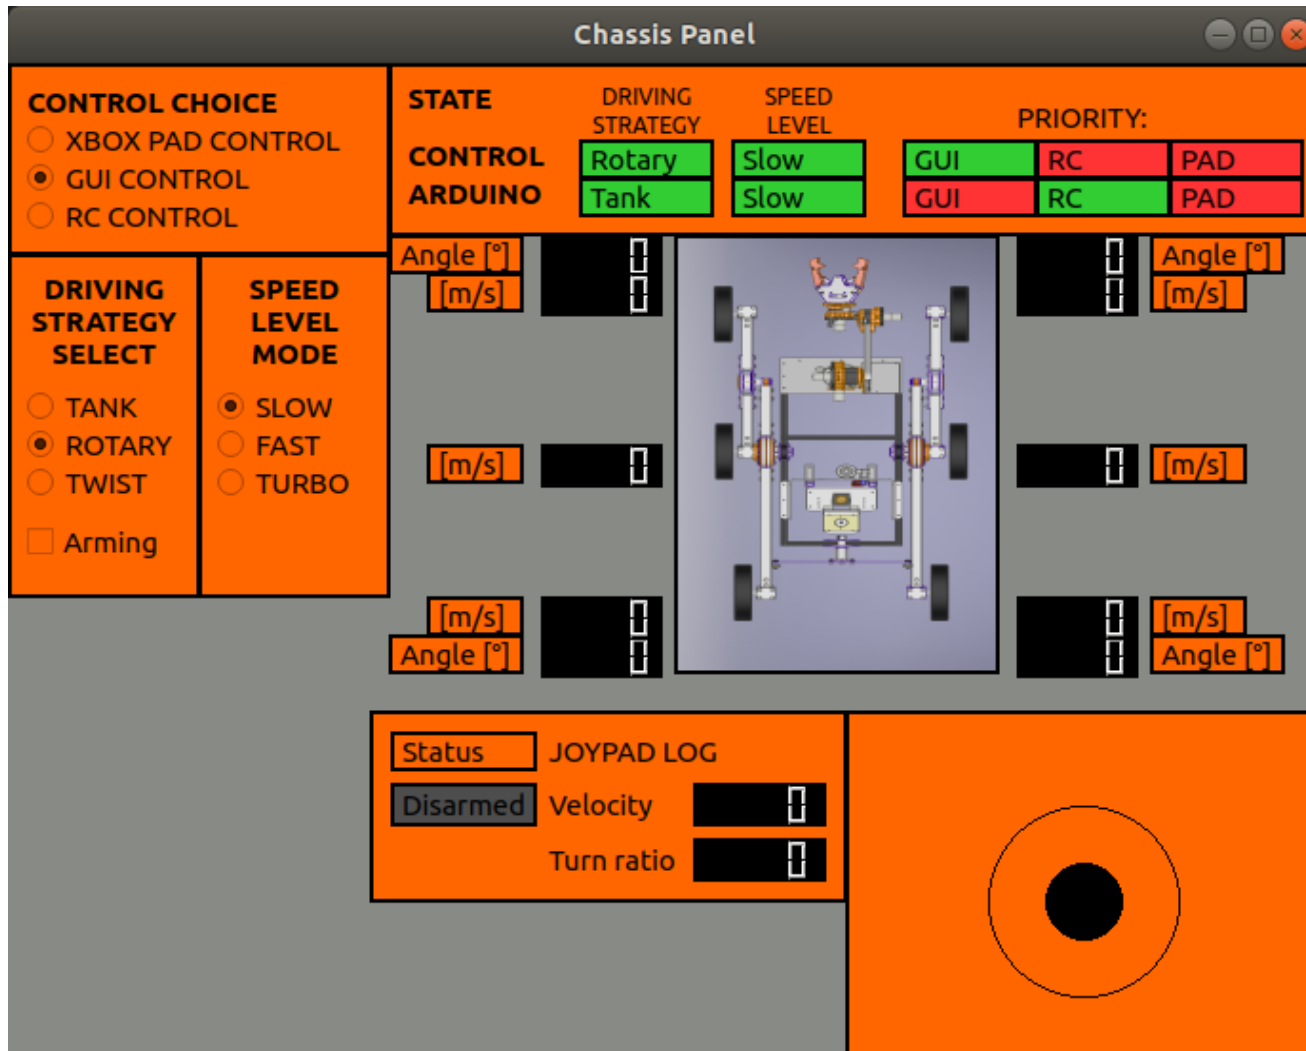 Chassis Panel
CONTROL CHOICE
XBOX PAD CONTROL
GUI CONTROL
RC CONTROL
STATE
DRIVING STRATEGY
SPEED LEVEL
PRIORITY:
CONTROL Rotary Slow GUI RC PAD
ARDUINO Tank Slow GUI RC PAD
DRIVING
STRATEGY
SELECT
TANK
ROTARY
TWIST
Arming
SPEED
LEVEL
MODE
SLOW
FAST
TURBO
Angle [°] 0 0 Angle [°]
[m/s] 0 0 [m/s]
[m/s] 0 0 [m/s]
[m/s] 0 0 [m/s]
Angle [°] 0 0 Angle [°]
Status JOYPAD LOG
Disarmed Velocity 0
Turn ratio 0